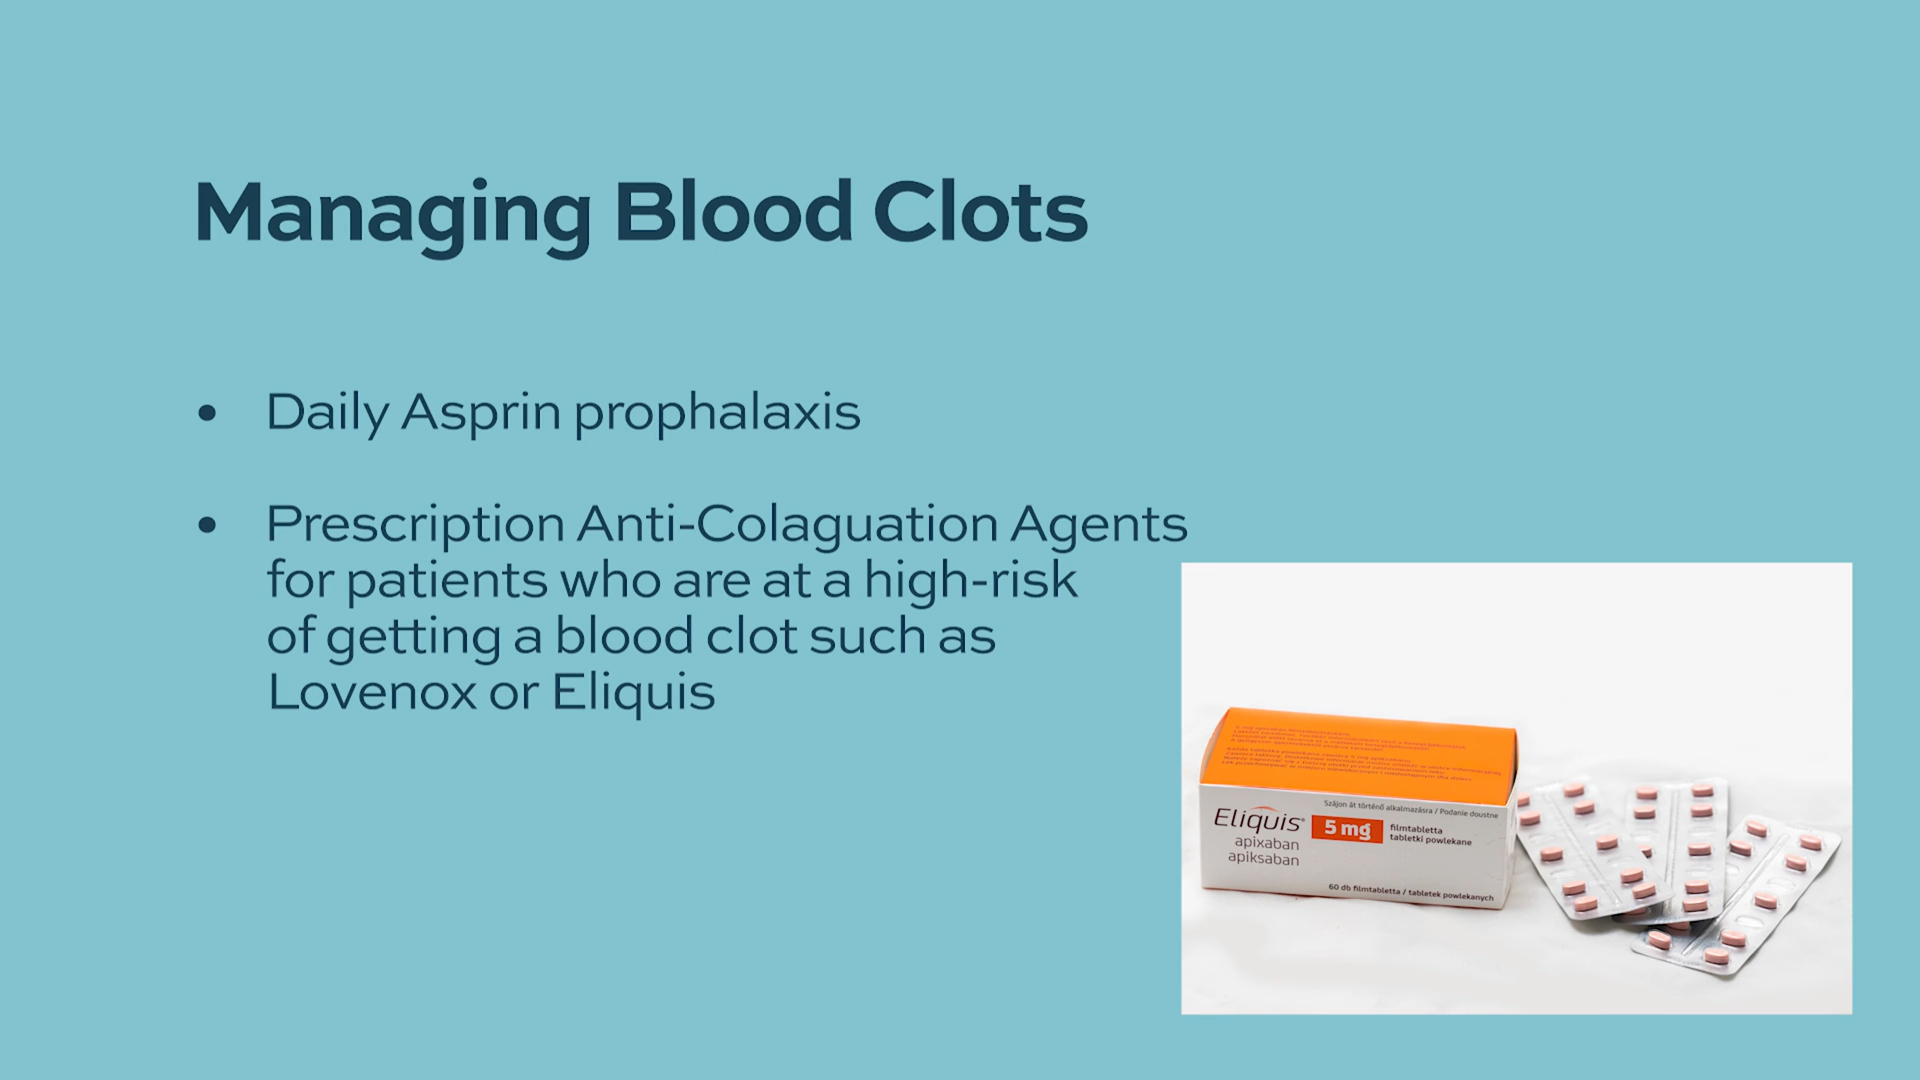 Managing Blood Clots
• Daily Asprin prophalaxis
• Prescription Anti-Colaguation Agents
for patients who are at a high-risk
of getting a blood clot such as
Lovenox or Eliquis
Szájon át történő alkalmazásra / Podanie doustne
Eliquis 5 mg filmtabletta
tabletki powlekane
apixaban
apiksaban
60 db filmtabletta / tabletek powlekanych